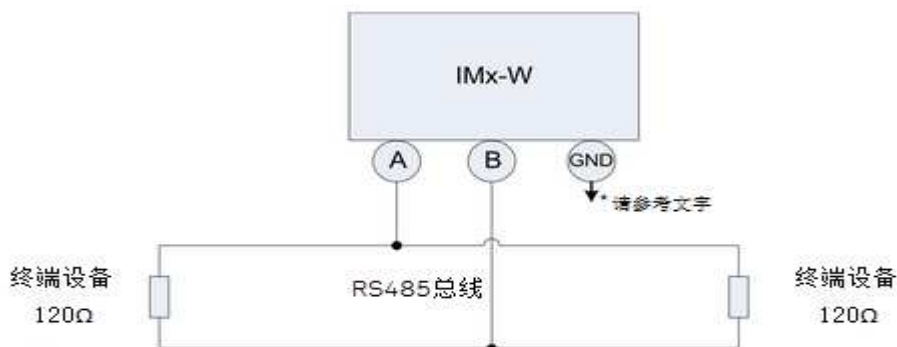 IMx-W
A
B
GND
* 请参考文字
终端设备
120Ω
RS485总线
终端设备
120Ω